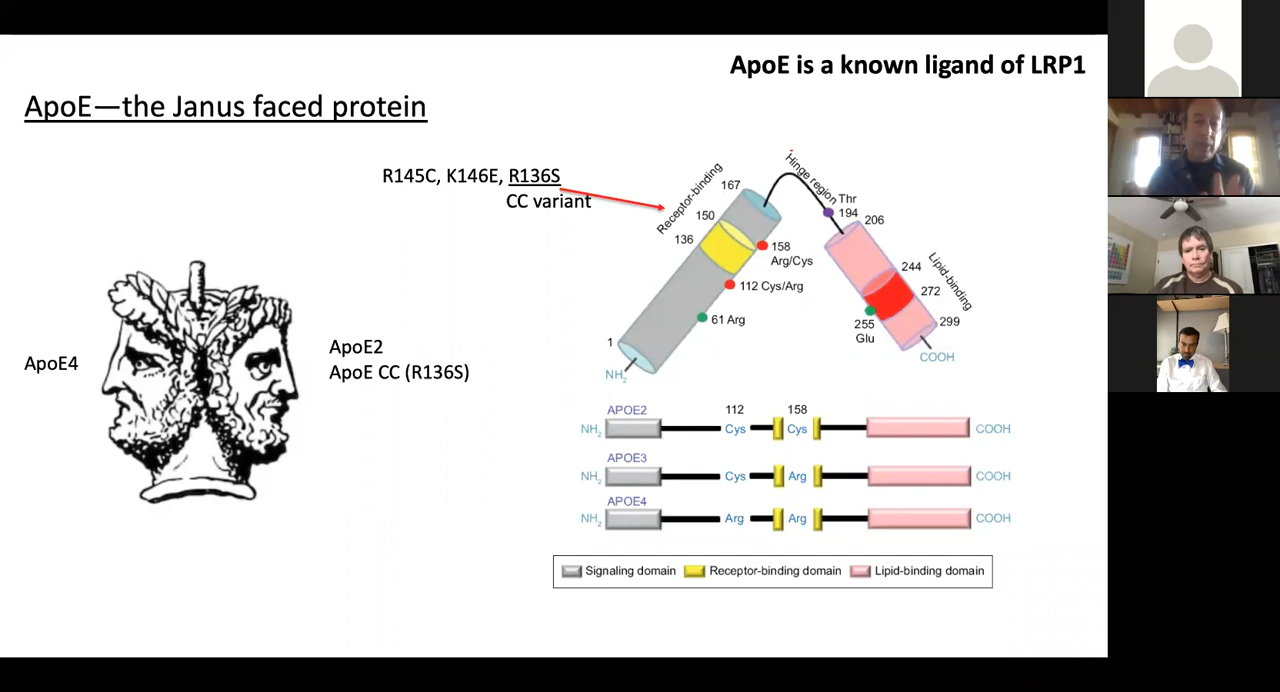 ApoE is a known ligand of LRP1
ApoE—the Janus faced protein
R145C, K146E, R136S
CC variant
ApoE4
ApoE2
ApoE CC (R136S)
Receptor-binding
167
150
136
158
Arg/Cys
112 Cys/Arg
61 Arg
1
NH2
Hinge region
Thr
194
206
Lipid-binding
244
272
299
255
Glu
COOH
112
158
APOE2
NH2
Cys
Cys
COOH
APOE3
NH2
Cys
Arg
COOH
APOE4
NH2
Arg
Arg
COOH
Signaling domain
Receptor-binding domain
Lipid-binding domain